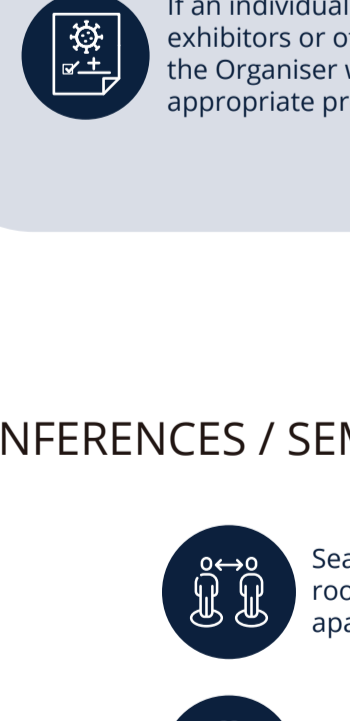 If an individual
exhibitors or o
the Organiser
appropriate pr
NFERENCES / SEM
Sea
roo
apa